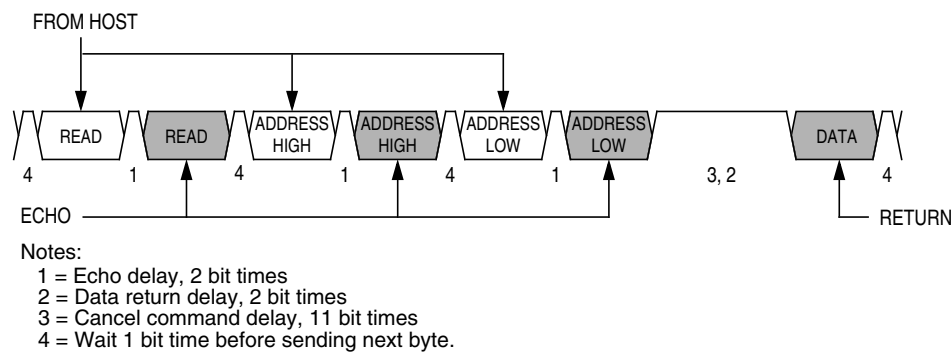 FROM HOST
READ
READ
ADDRESS
HIGH
ADDRESS
HIGH
ADDRESS
LOW
ADDRESS
LOW
DATA
4 1 4 1 4 1 3, 2 4
ECHO
RETURN
Notes:
1 = Echo delay, 2 bit times
2 = Data return delay, 2 bit times
3 = Cancel command delay, 11 bit times
4 = Wait 1 bit time before sending next byte.